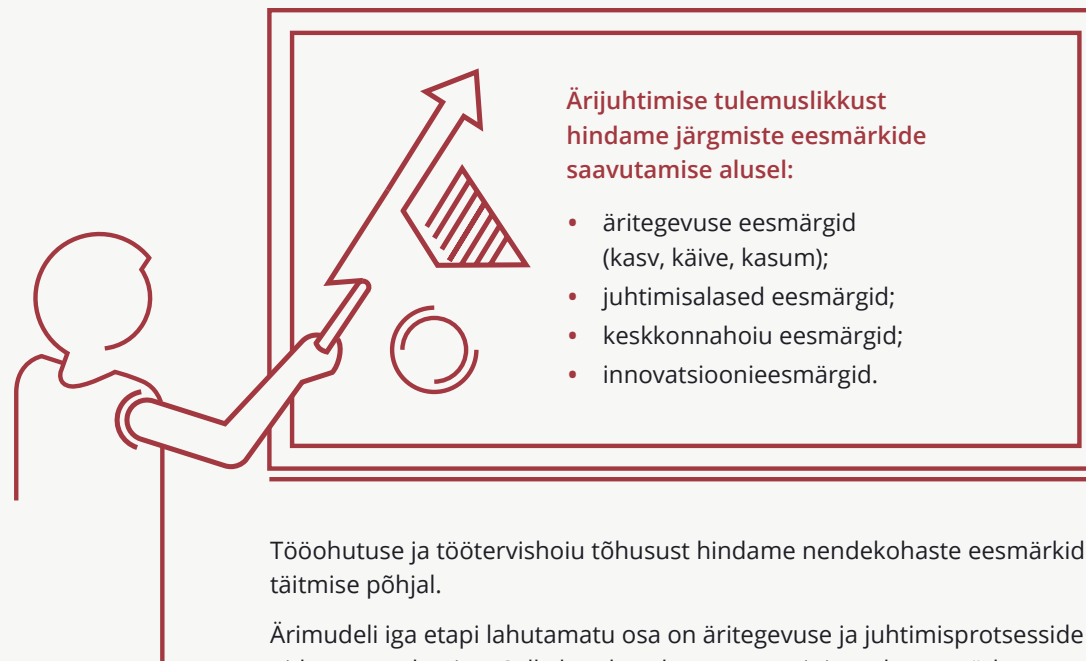 Ärijuhtimise tulemuslikkust
hindame järgmiste eesmärkide
saavutamise alusel:
• äritegevuse eesmärgid
(kasv, käive, kasum);
• juhtimisalased eesmärgid;
• keskkonnahoiu eesmärgid;
• innovatsioonieesmärgid.
Tööohutuse ja töötervishoiu tõhusust hindame nendekohaste eesmärkid
täitmise põhjal.
Ärimudeli iga etapi lahutamatu osa on äritegevuse ja juhtimisprotsesside